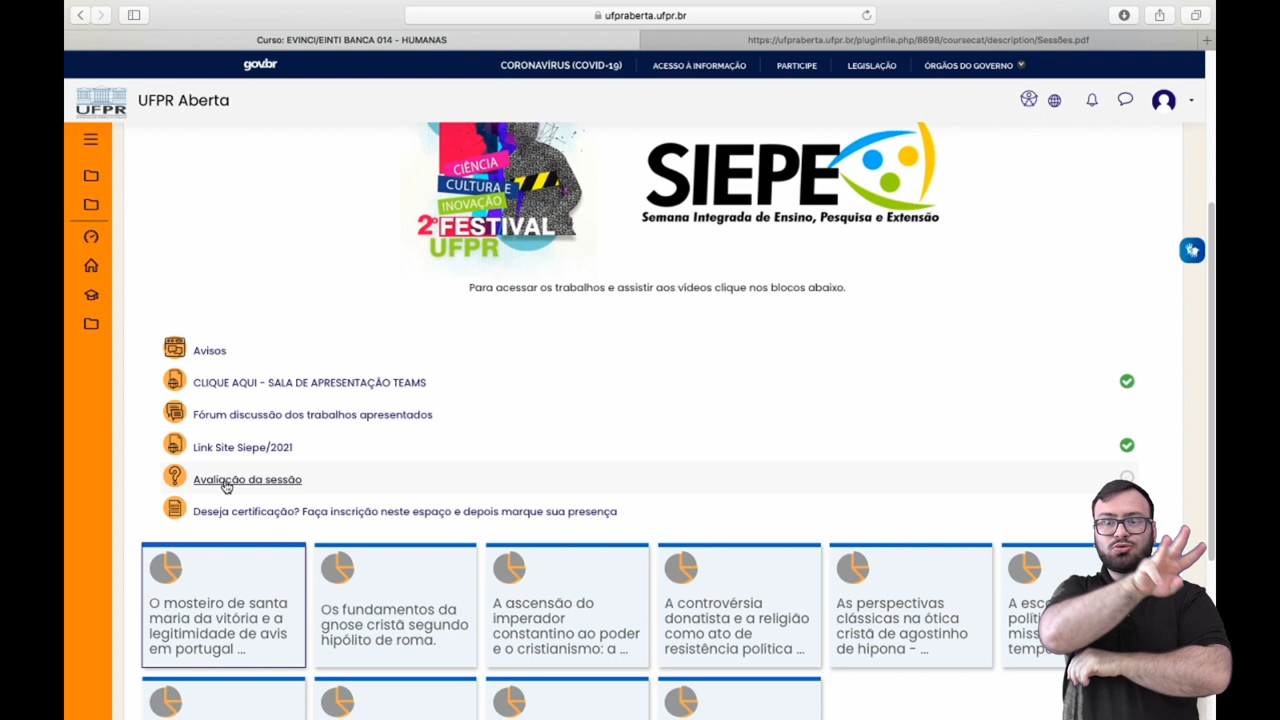 ufpraberta.ufpr.br
Curso: EVINCI/EINTI BANCA 014 - HUMANAS
https://ufpraberta.ufpr.br/pluginfile.php/8698/coursecat/description/Sessões.pdf
govbr
CORONAVÍRUS (COVID-19)
ACESSO À INFORMAÇÃO
PARTICIPE
LEGISLAÇÃO
ÓRGÃOS DO GOVERNO
UFPR
UFPR Aberta
CIÊNCIA
CULTURA E
INOVAÇÃO
2º FESTIVAL
UFPR
SIEPE
Semana Integrada de Ensino, Pesquisa e Extensão
Para acessar os trabalhos e assistir aos vídeos clique nos blocos abaixo.
Avisos
CLIQUE AQUI - SALA DE APRESENTAÇÃO TEAMS
Fórum discussão dos trabalhos apresentados
Link Site Siepe/2021
Avaliação da sessão
Deseja certificação? Faça inscrição neste espaço e depois marque sua presença
O mosteiro de santa
maria da vitória e a
legitimidade de avis
em portugal ...
Os fundamentos da
gnose cristã segundo
hipólito de roma.
A ascensão do
imperador
constantino ao poder
e o cristianismo: a ...
A controvérsia
donatista e a religião
como ato de
resistência política ...
As perspectivas
clássicas na ótica
cristã de agostinho
de hipona - ...
A esc
polít
miss
temp